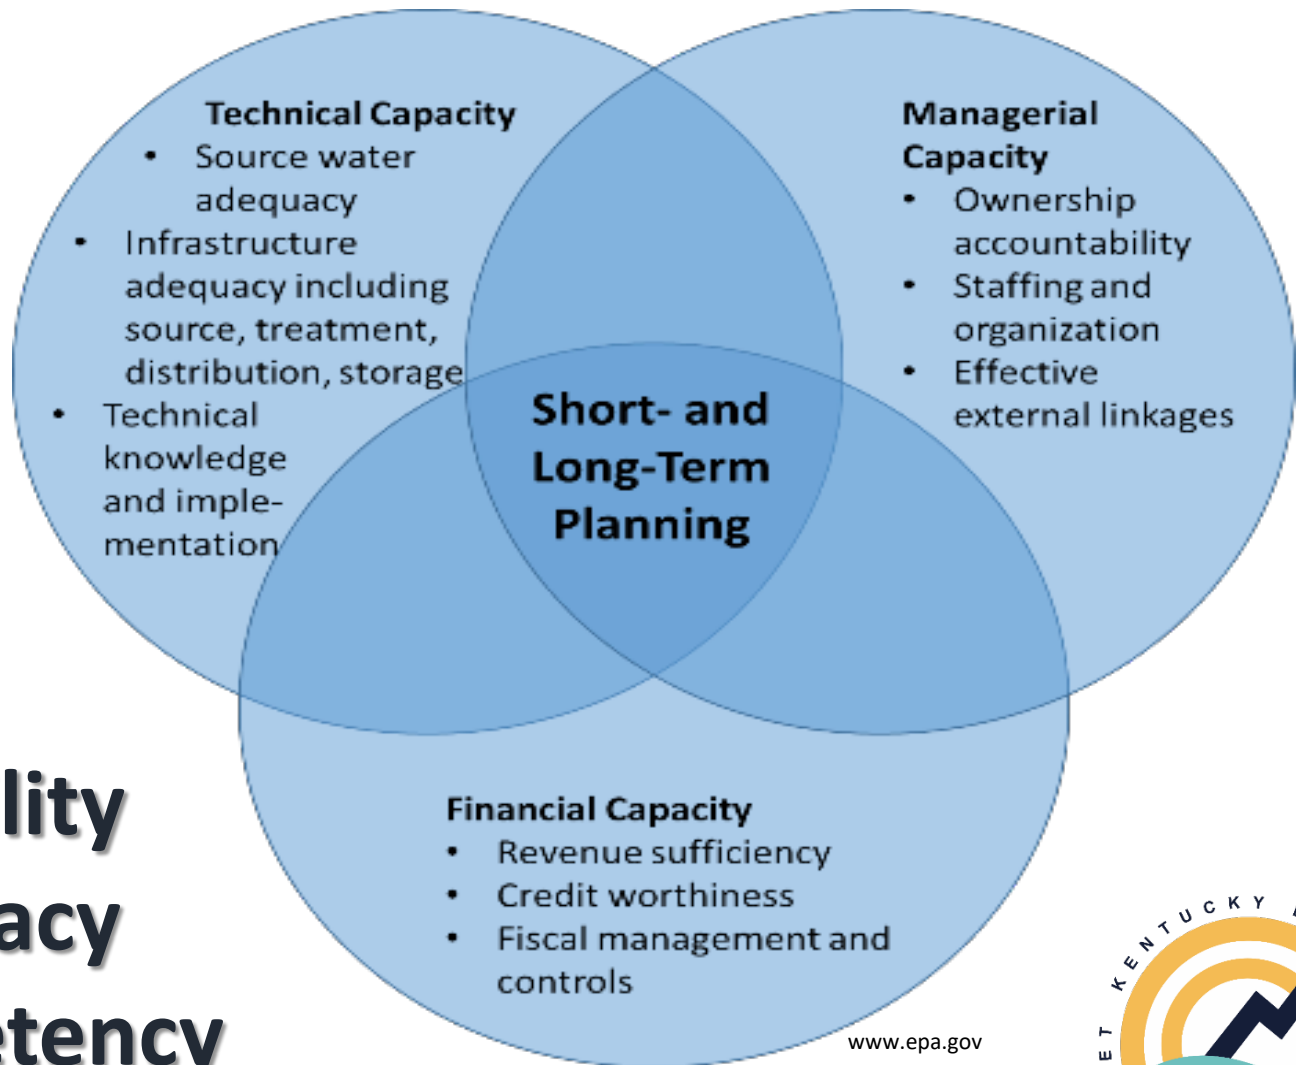 Technical Capacity
• Source water
adequacy
• Infrastructure
adequacy including
source, treatment,
distribution, storage
• Technical
knowledge
and imple-
mentation
Managerial
Capacity
• Ownership
accountability
• Staffing and
organization
• Effective
external linkages
Short- and
Long-Term
Planning
Financial Capacity
• Revenue sufficiency
• Credit worthiness
• Fiscal management and
controls
lity
acy
etency
www.epa.gov
ET KENTUCKY